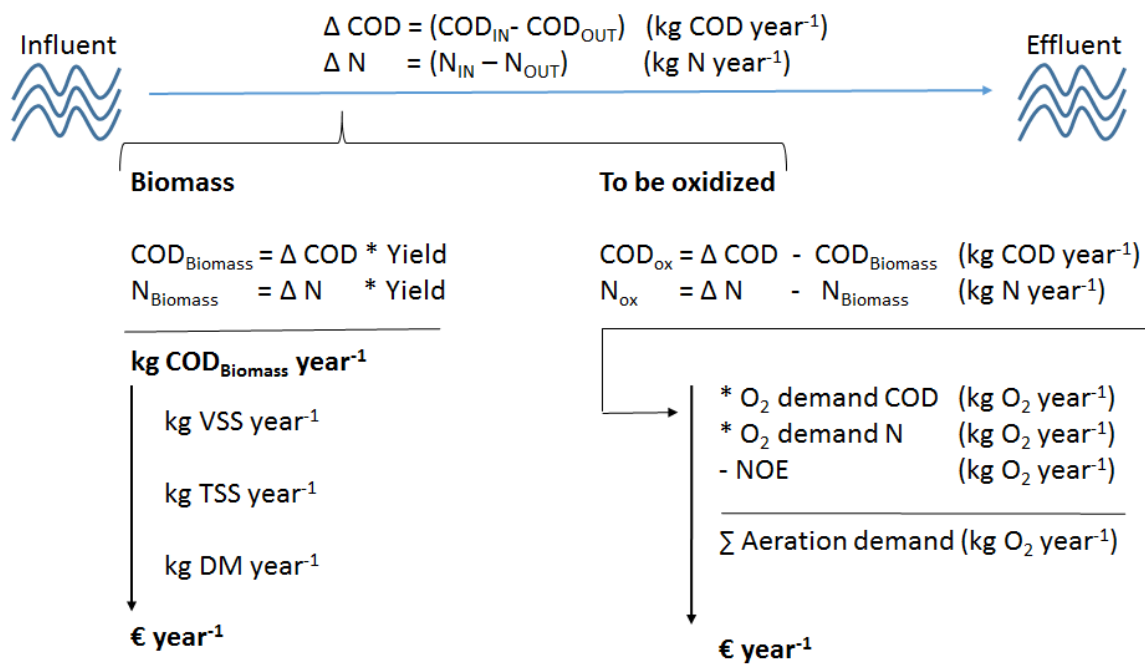 Influent
Δ COD = (COD_IN- COD_OUT) (kg COD year⁻¹)
Δ N = (N_IN – N_OUT) (kg N year⁻¹)
Effluent
Biomass
COD_Biomass = Δ COD * Yield
N_Biomass = Δ N * Yield
kg COD_Biomass year⁻¹
kg VSS year⁻¹
kg TSS year⁻¹
kg DM year⁻¹
€ year⁻¹
To be oxidized
COD_ox = Δ COD - COD_Biomass (kg COD year⁻¹)
N_ox = Δ N - N_Biomass (kg N year⁻¹)
* O₂ demand COD (kg O₂ year⁻¹)
* O₂ demand N (kg O₂ year⁻¹)
- NOE (kg O₂ year⁻¹)
∑ Aeration demand (kg O₂ year⁻¹)
€ year⁻¹